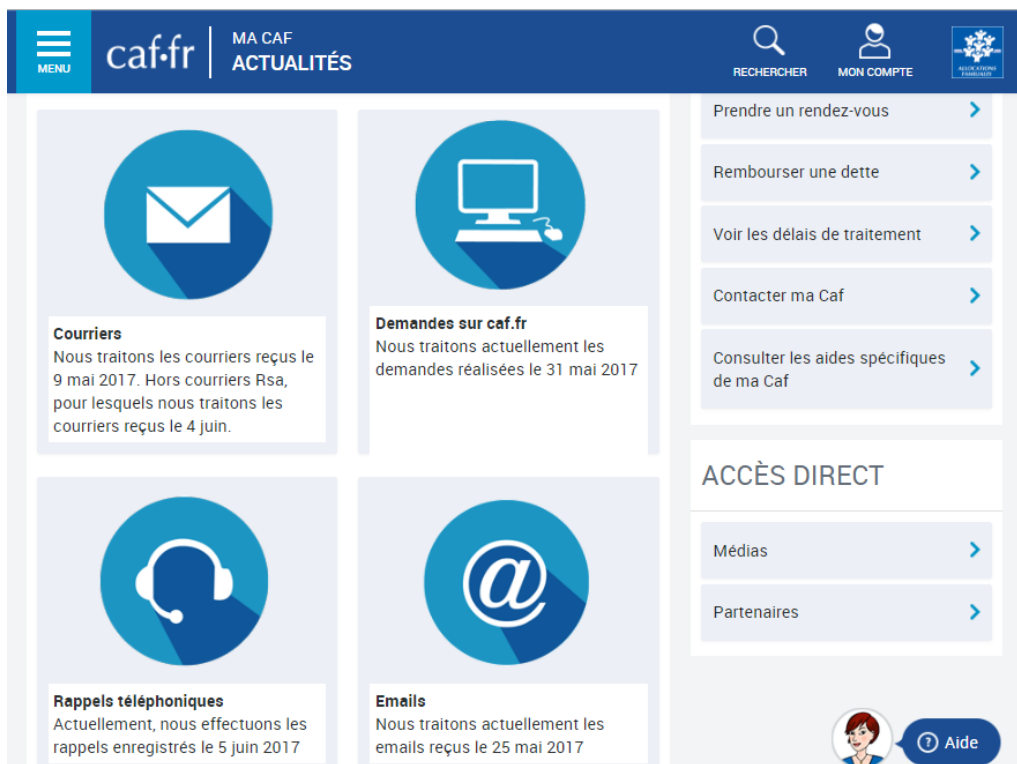 MENU
caf.fr
MA CAF
ACTUALITÉS
RECHERCHER
MON COMPTE
ALLOCATIONS
FAMILIALES
Courriers
Nous traitons les courriers reçus le
9 mai 2017. Hors courriers Rsa,
pour lesquels nous traitons les
courriers reçus le 4 juin.
Demandes sur caf.fr
Nous traitons actuellement les
demandes réalisées le 31 mai 2017
Rappels téléphoniques
Actuellement, nous effectuons les
rappels enregistrés le 5 juin 2017
@
Emails
Nous traitons actuellement les
emails reçus le 25 mai 2017
Prendre un rendez-vous
Rembourser une dette
Voir les délais de traitement
Contacter ma Caf
Consulter les aides spécifiques
de ma Caf
ACCÈS DIRECT
Médias
Partenaires
? Aide